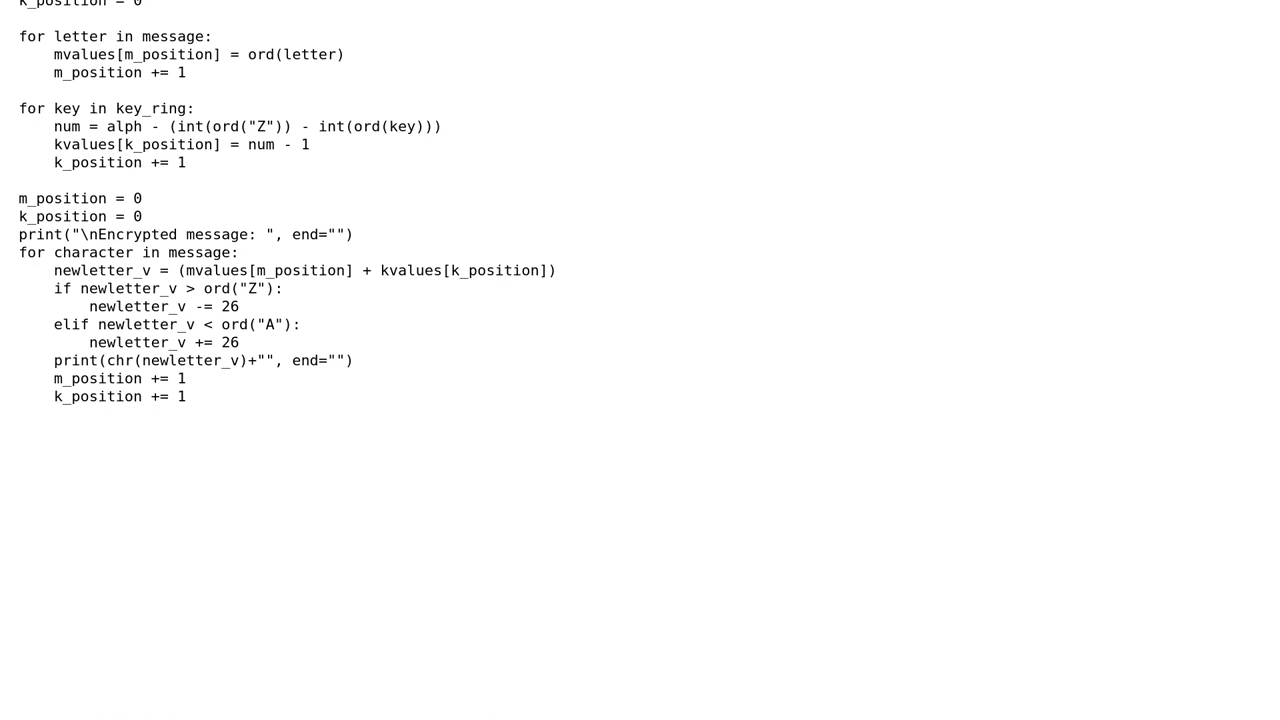 k_position = 0

for letter in message:
    mvalues[m_position] = ord(letter)
    m_position += 1

for key in key_ring:
    num = alph - (int(ord("Z")) - int(ord(key)))
    kvalues[k_position] = num - 1
    k_position += 1

m_position = 0
k_position = 0
print("\nEncrypted message: ", end="")
for character in message:
    newletter_v = (mvalues[m_position] + kvalues[k_position])
    if newletter_v > ord("Z"):
        newletter_v -= 26
    elif newletter_v < ord("A"):
        newletter_v += 26
    print(chr(newletter_v)+"", end="")
    m_position += 1
    k_position += 1